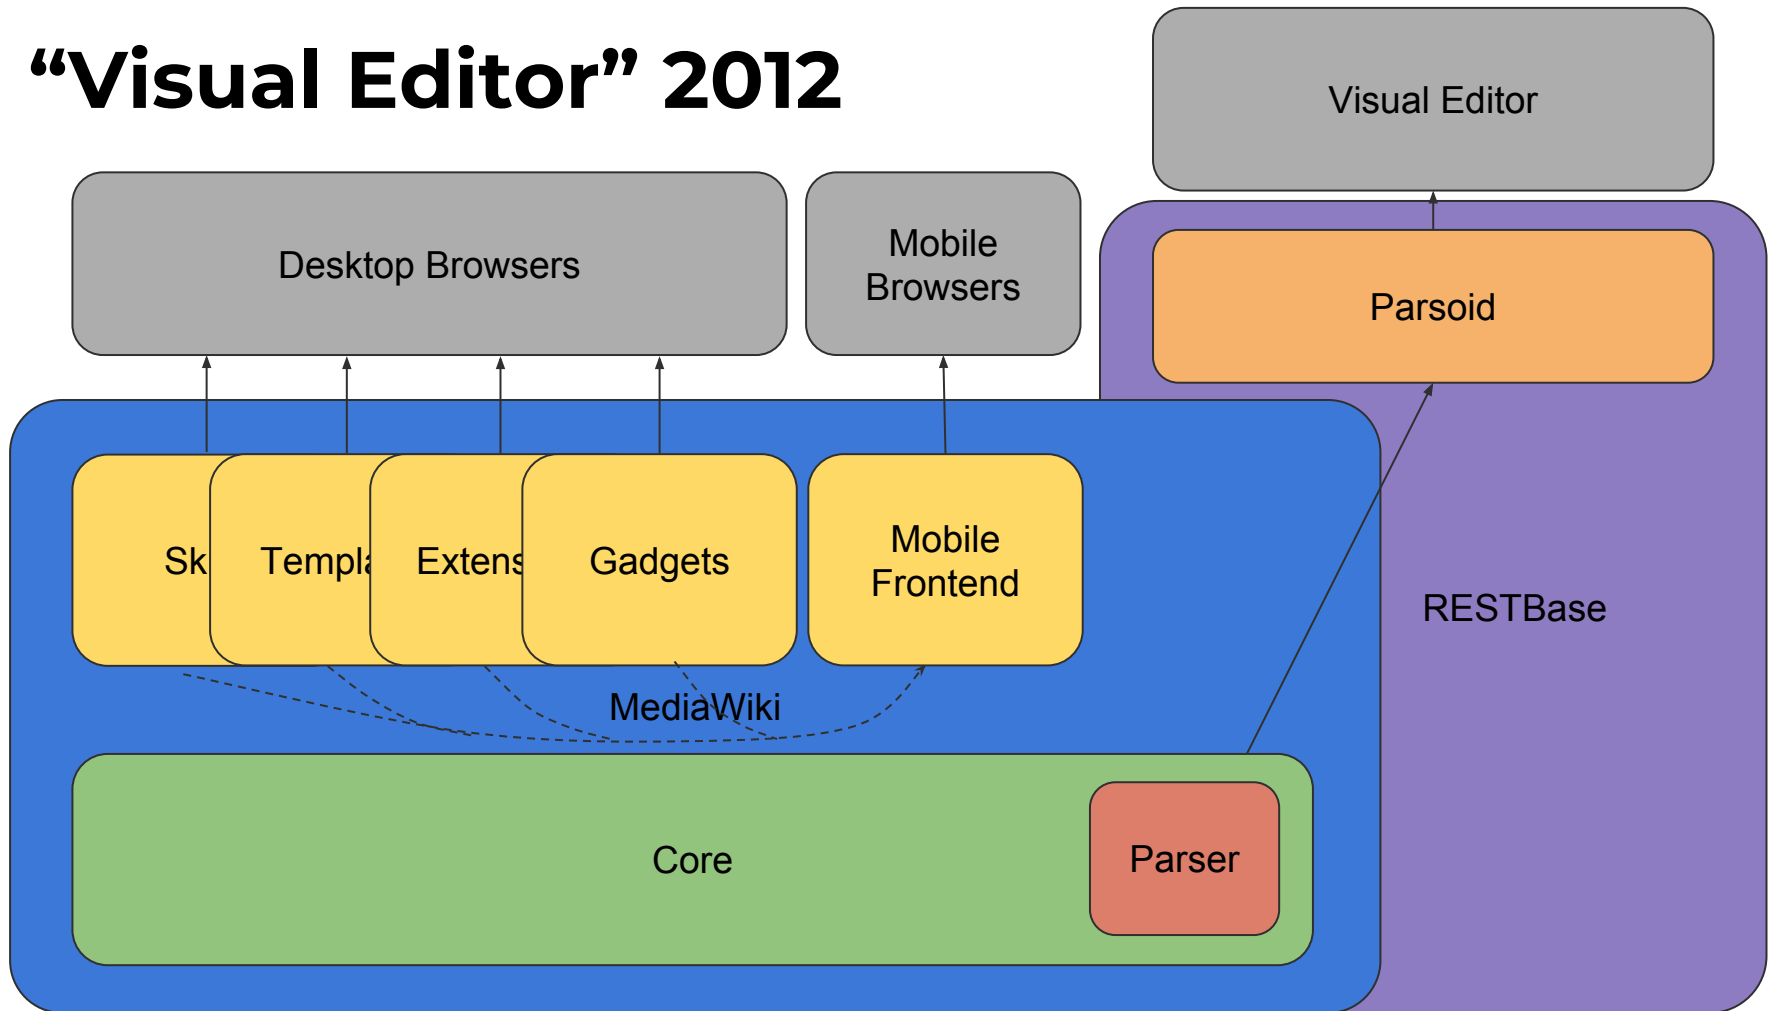 “Visual Editor” 2012
Visual Editor
Desktop Browsers
Mobile
Browsers
Parsoid
Sk
Templa
Extens
Gadgets
Mobile
Frontend
RESTBase
MediaWiki
Core
Parser